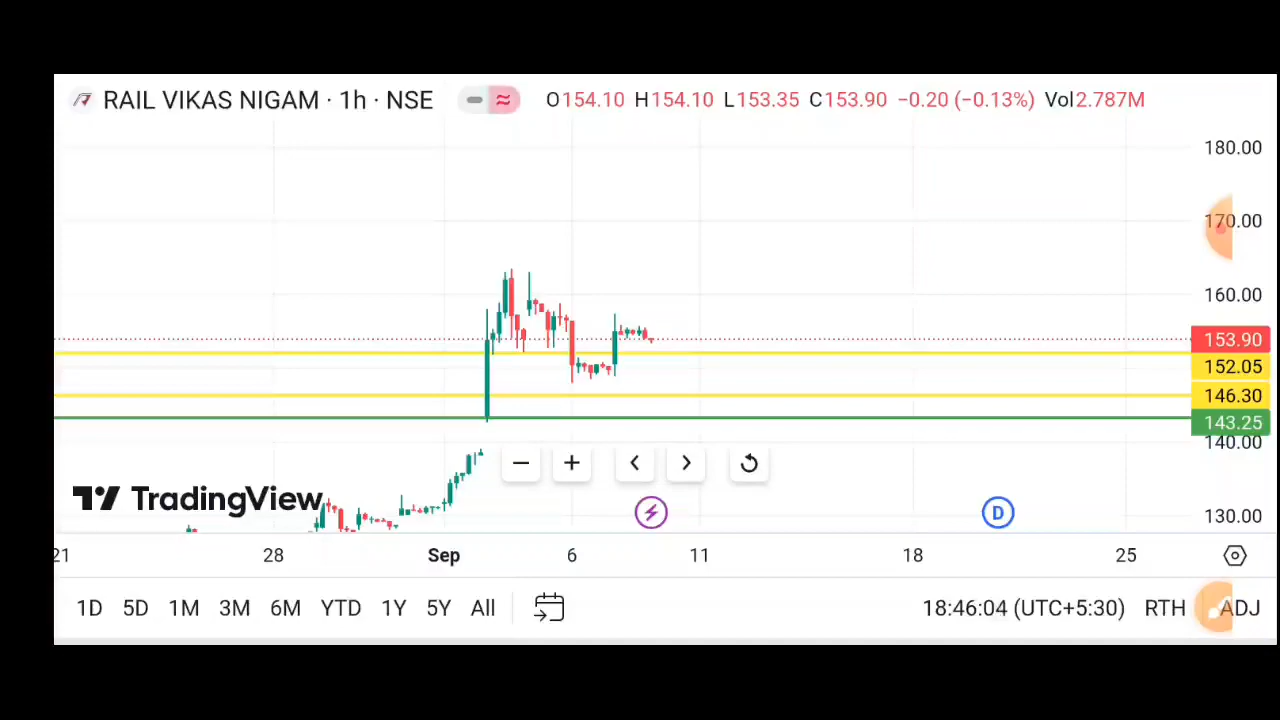 RAIL VIKAS NIGAM · 1h · NSE O154.10 H154.10 L153.35 C153.90 −0.20 (−0.13%) Vol2.787M
180.00
170.00
160.00
153.90
152.05
146.30
143.25
140.00
130.00
TradingView
D
21 28 Sep 6 11 18 25
1D 5D 1M 3M 6M YTD 1Y 5Y All 18:46:04 (UTC+5:30) RTH ADJ